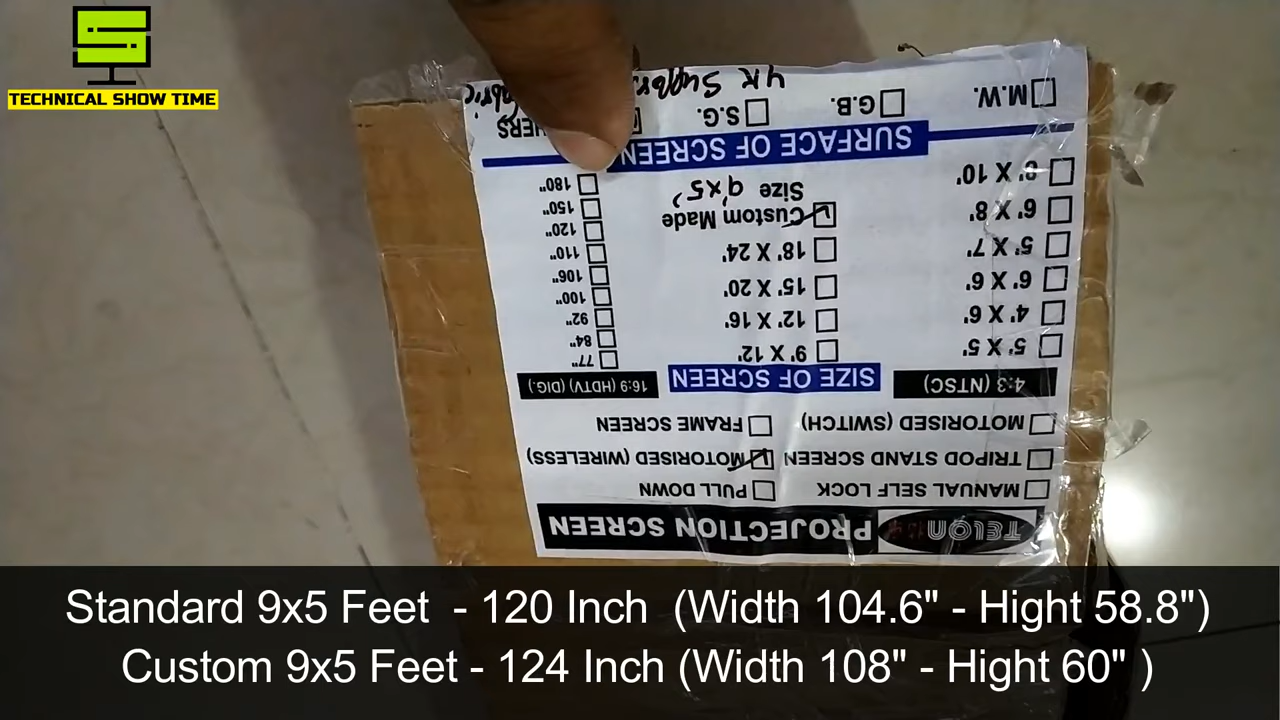 TECHNICAL SHOW TIME
TELON PROJECTION SCREEN
MANUAL SELF LOCK PULL DOWN
TRIPOD STAND SCREEN MOTORISED (WIRELESS)
MOTORISED (SWITCH) FRAME SCREEN
4:3 (NTSC) SIZE OF SCREEN 16:9 (HDTV) (DIG.)
5' X 5' 9' X 12' 77"
84"
4' X 6' 12' X 16' 92"
6' X 6' 15' X 20' 100"
106"
5' X 7' 18' X 24' 110"
6' X 8' Custom Made 120"
Size 9'x5' 150"
8' X 10' 180"
SURFACE OF SCREEN
M.W. G.B. S.G.
4K fabric
Standard 9x5 Feet - 120 Inch (Width 104.6" - Hight 58.8")
Custom 9x5 Feet - 124 Inch (Width 108" - Hight 60" )